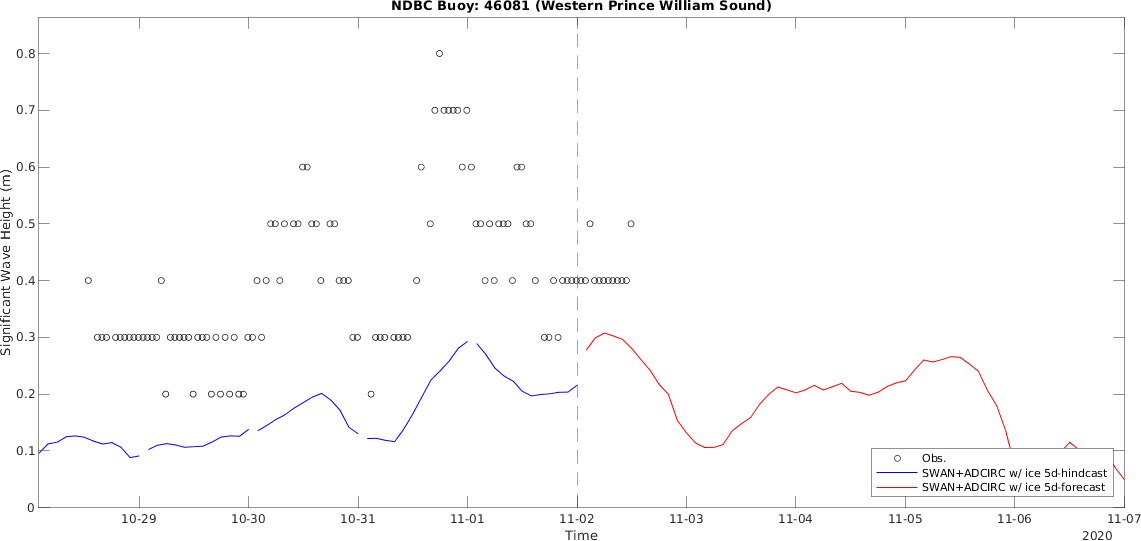 NDBC Buoy: 46081 (Western Prince William Sound)
Significant Wave Height (m)
0.8
0.7
0.6
0.5
0.4
0.3
0.2
0.1
0
Obs.
SWAN+ADCIRC w/ ice 5d-hindcast
SWAN+ADCIRC w/ ice 5d-forecast
10-29 10-30 10-31 11-01 11-02 11-03 11-04 11-05 11-06 11-07
Time
2020